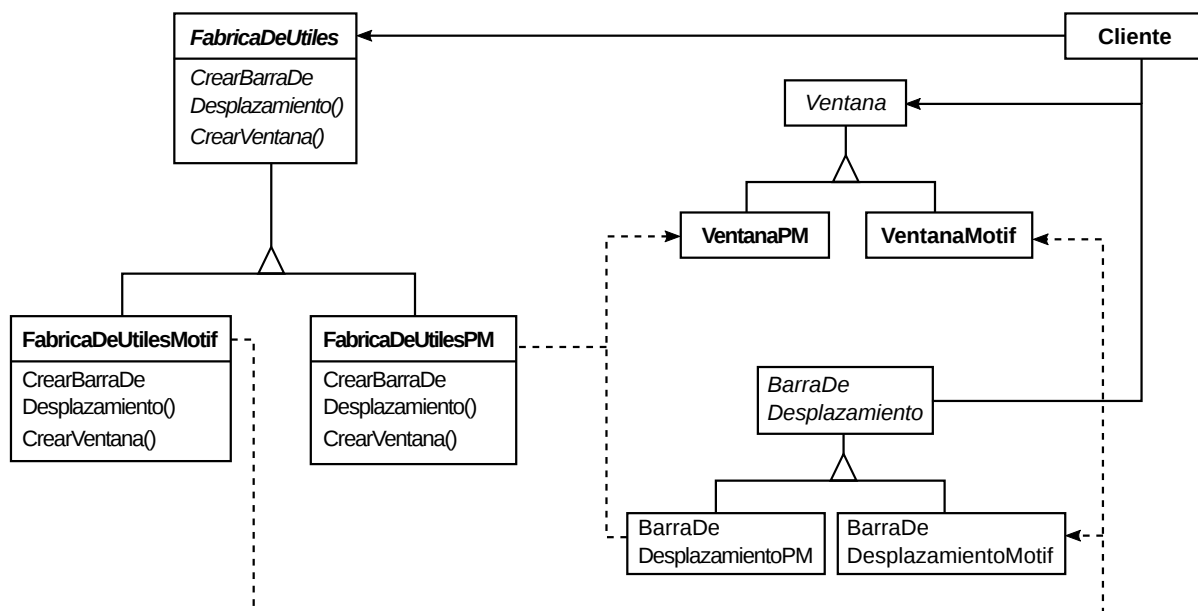 FabricaDeUtiles
CrearBarraDe
Desplazamiento()
CrearVentana()
Cliente
Ventana
VentanaPM
VentanaMotif
FabricaDeUtilesMotif
CrearBarraDe
Desplazamiento()
CrearVentana()
FabricaDeUtilesPM
CrearBarraDe
Desplazamiento()
CrearVentana()
BarraDe
Desplazamiento
BarraDe
DesplazamientoPM
BarraDe
DesplazamientoMotif